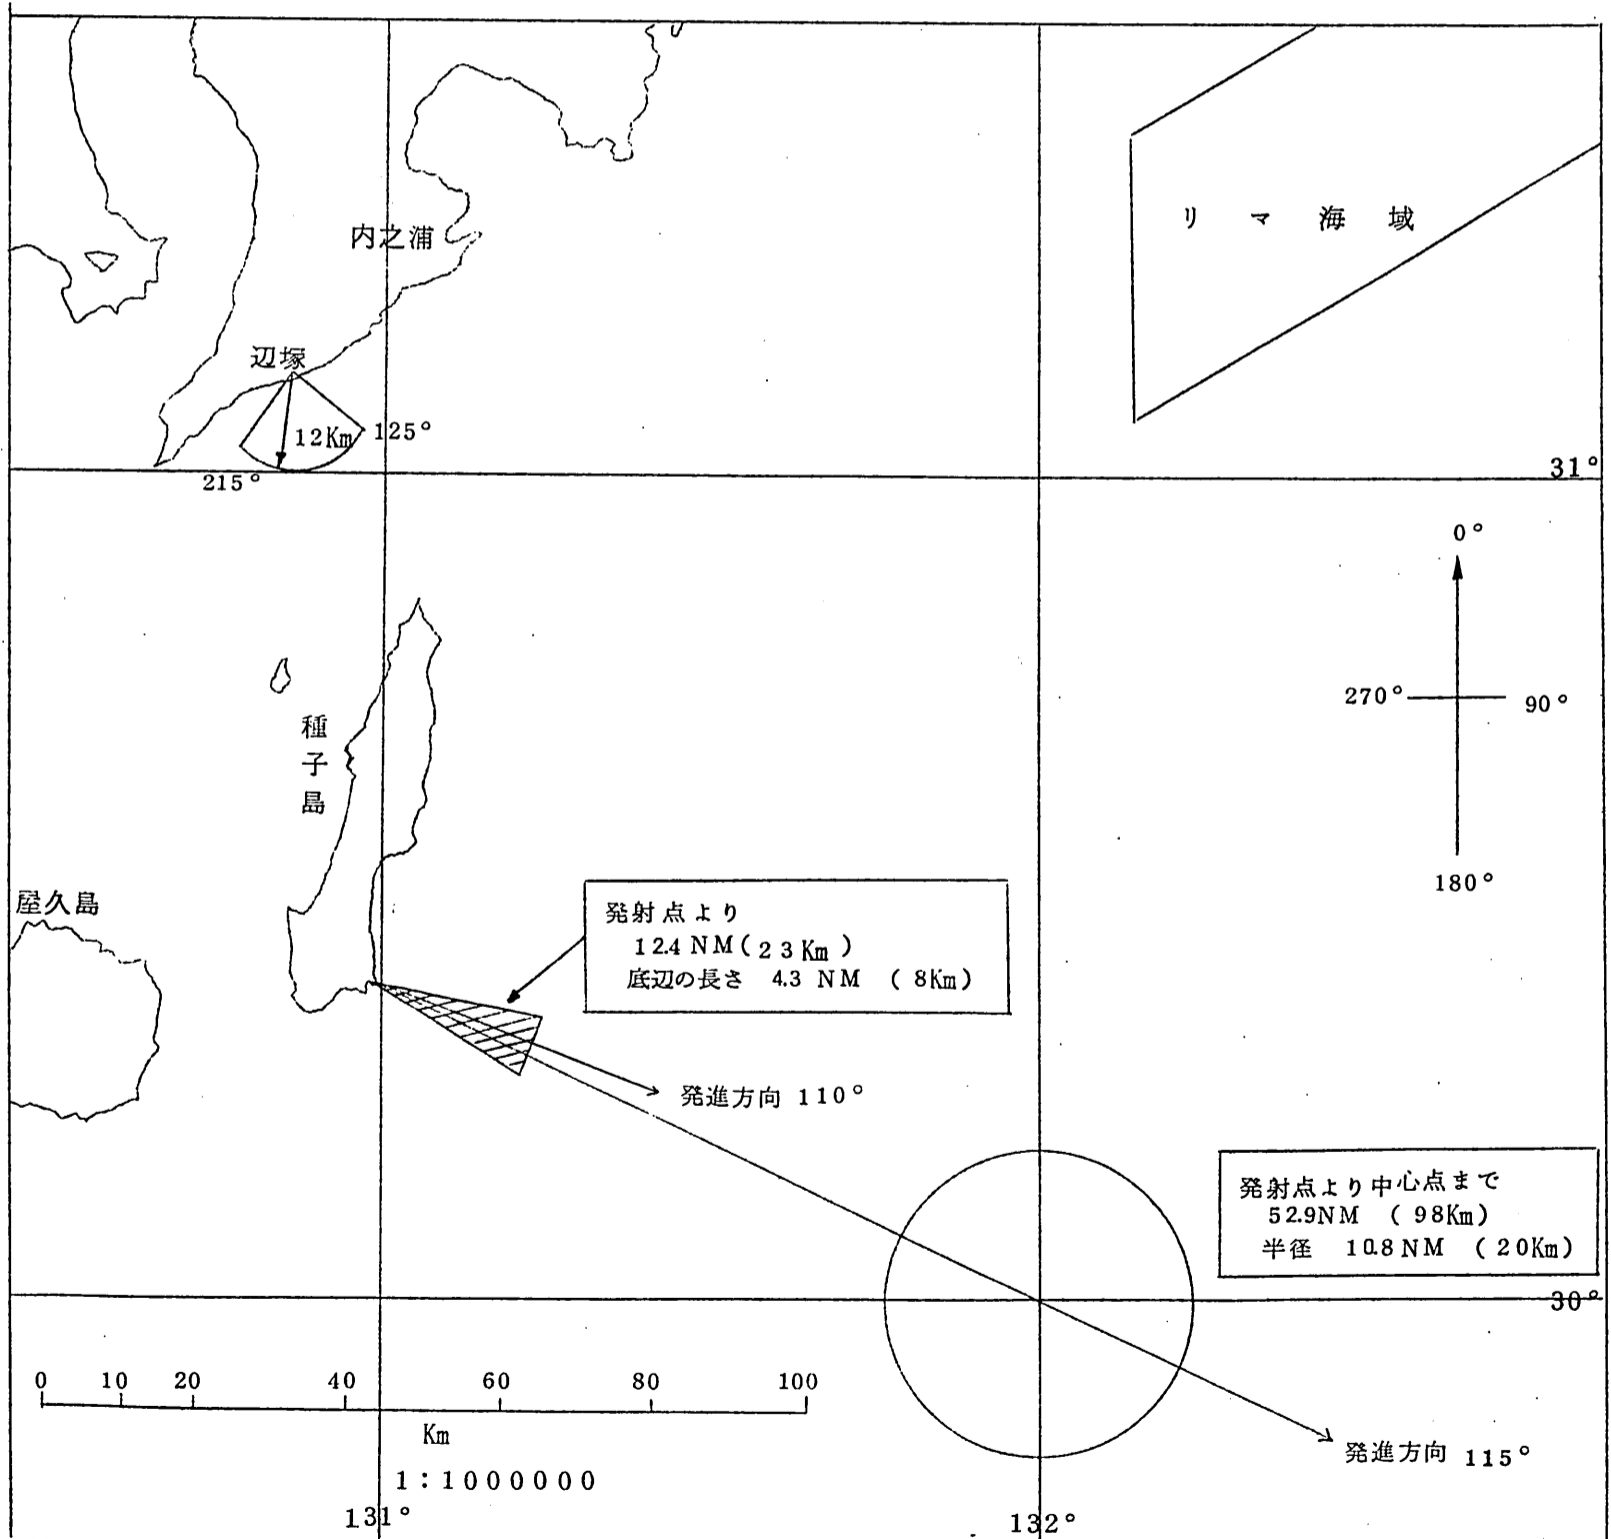 内之浦
リマ海域
辺塚
12Km
125°
215°
31°
0°
270°
90°
180°
種子島
屋久島
発射点より
12.4 NM(23Km)
底辺の長さ 4.3 NM (8Km)
発進方向 110°
発射点より中心点まで
52.9NM (98Km)
半径 10.8NM (20Km)
30°
0 10 20 40 60 80 100
Km
発進方向 115°
1:1000000
131°
132°